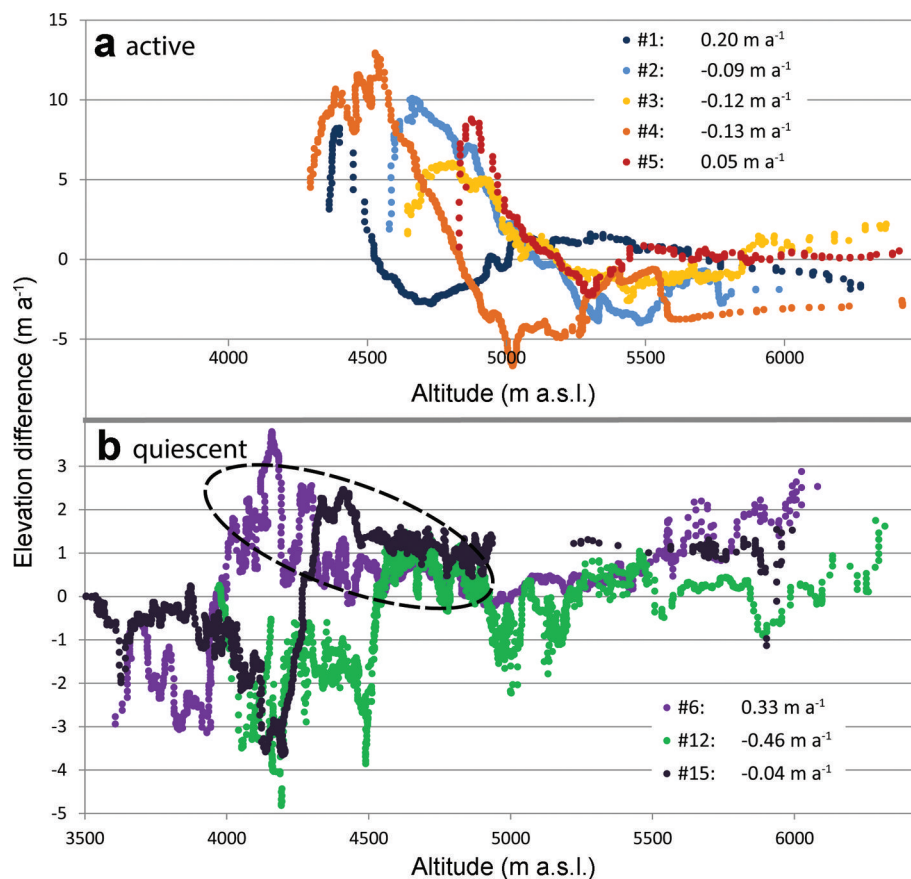 a active
15
10
5
0
-5
#1: 0.20 m a⁻¹
#2: -0.09 m a⁻¹
#3: -0.12 m a⁻¹
#4: -0.13 m a⁻¹
#5: 0.05 m a⁻¹
4000 4500 5000 5500 6000
Altitude (m a.s.l.)
Elevation difference (m a⁻¹)
b quiescent
3
2
1
0
-1
-2
-3
-4
-5
#6: 0.33 m a⁻¹
#12: -0.46 m a⁻¹
#15: -0.04 m a⁻¹
3500 4000 4500 5000 5500 6000
Altitude (m a.s.l.)